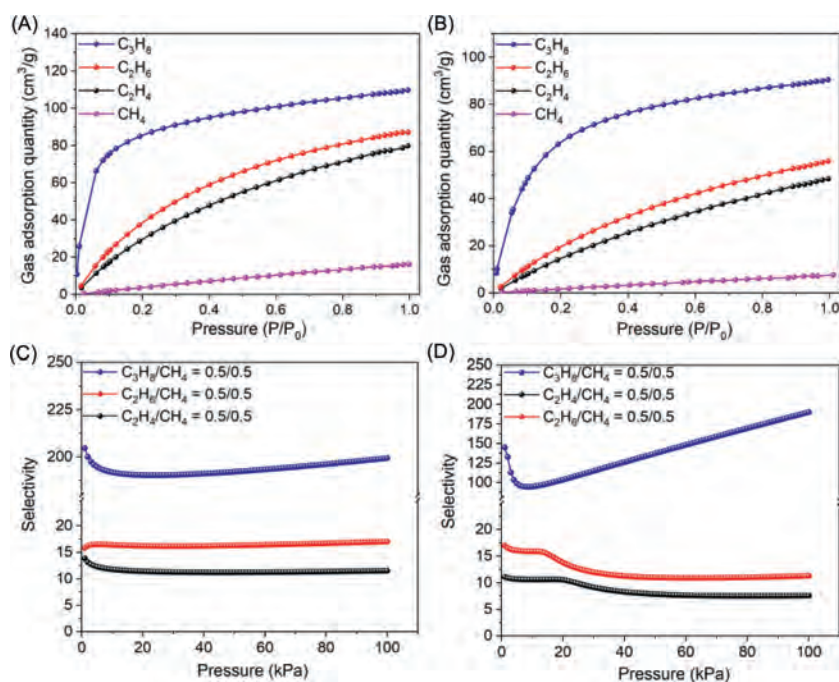 (A)
C₃H₈
C₂H₆
C₂H₄
CH₄
Gas adsorption quantity (cm³/g)
140
120
100
80
60
40
20
0
0.0 0.2 0.4 0.6 0.8 1.0
Pressure (P/P₀)
(B)
C₃H₈
C₂H₆
C₂H₄
CH₄
Gas adsorption quantity (cm³/g)
100
80
60
40
20
0
0.0 0.2 0.4 0.6 0.8 1.0
Pressure (P/P₀)
(C)
C₃H₈/CH₄ = 0.5/0.5
C₂H₆/CH₄ = 0.5/0.5
C₂H₄/CH₄ = 0.5/0.5
Selectivity
250
225
200
20
15
10
5
0
0 20 40 60 80 100
Pressure (kPa)
(D)
C₃H₈/CH₄ = 0.5/0.5
C₂H₄/CH₄ = 0.5/0.5
C₂H₆/CH₄ = 0.5/0.5
Selectivity
250
225
200
175
150
125
100
20
15
10
5
0
0 20 40 60 80 100
Pressure (kPa)